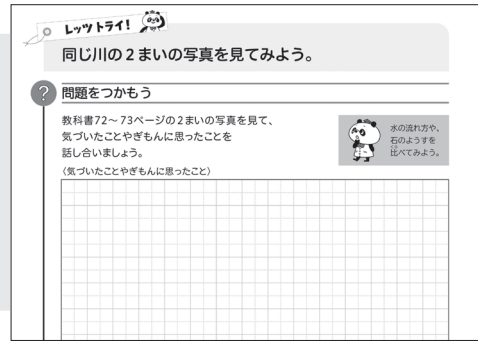 レッツトライ!
同じ川の2まいの写真を見てみよう。
?
問題をつかもう
教科書72〜73ページの2まいの写真を見て、
気づいたことやぎもんに思ったことを
話し合いましょう。
水の流れ方や、
石のようすを
比べてみよう。
(気づいたことやぎもんに思ったこと)